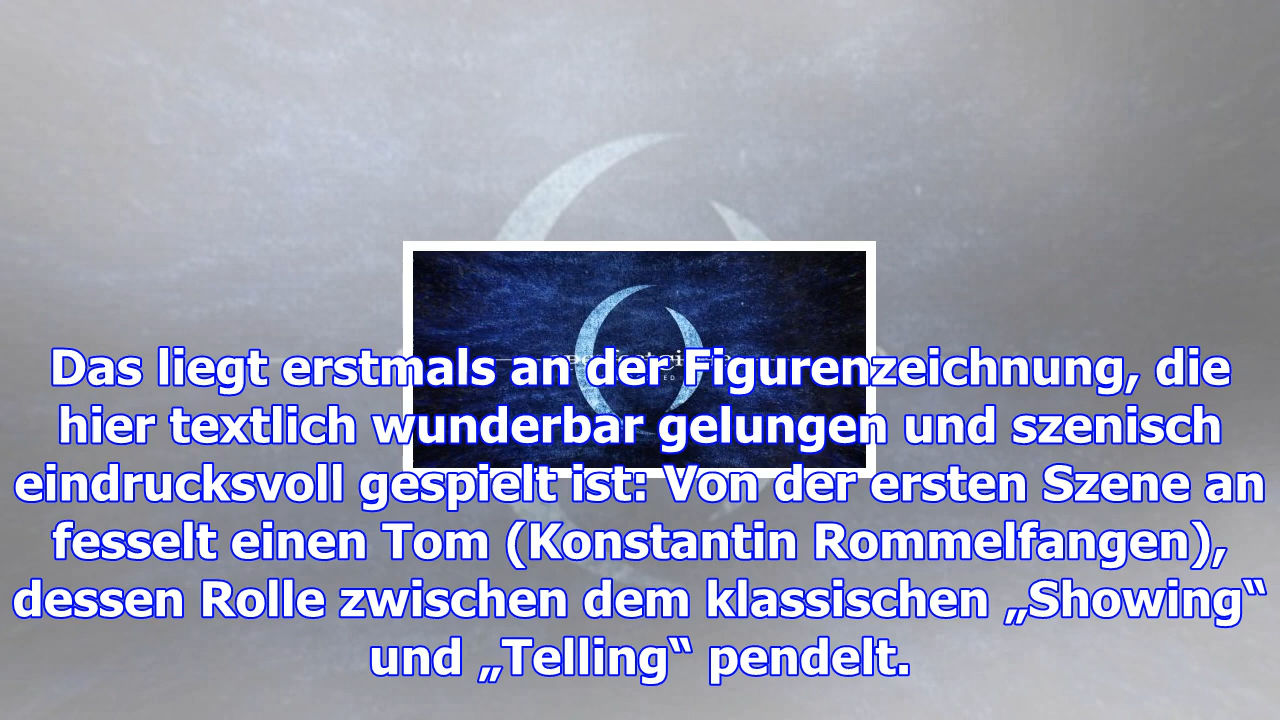 Das liegt erstmals an der Figurenzeichnung, die
hier textlich wunderbar gelungen und szenisch
eindrucksvoll gespielt ist: Von der ersten Szene an
fesselt einen Tom (Konstantin Rommelfangen),
dessen Rolle zwischen dem klassischen „Showing“
und „Telling“ pendelt.